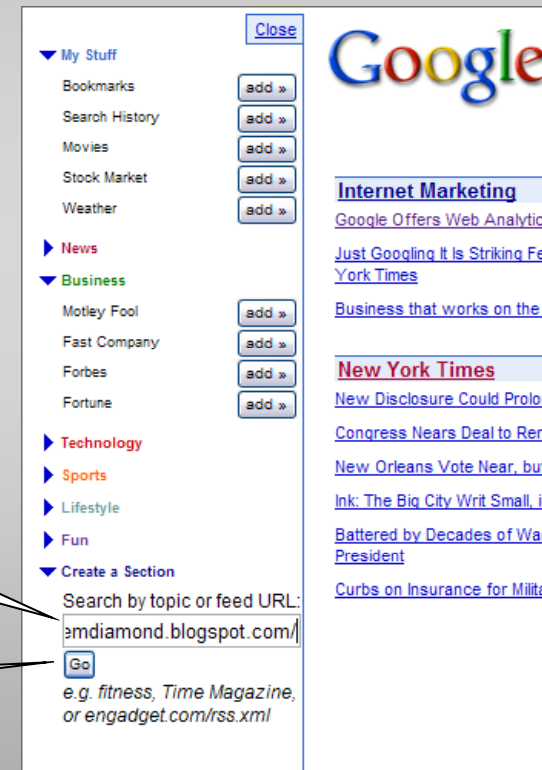 Close
My Stuff
Bookmarks add »
Search History add »
Movies add »
Stock Market add »
Weather add »
News
Business
Motley Fool add »
Fast Company add »
Forbes add »
Fortune add »
Technology
Sports
Lifestyle
Fun
Create a Section
Search by topic or feed URL:
emdiamond.blogspot.com/
Go
e.g. fitness, Time Magazine,
or engadget.com/rss.xml
Google
Internet Marketing
Google Offers Web Analytic
Just Googling It Is Striking Fe
York Times
Business that works on the
New York Times
New Disclosure Could Prolo
Congress Nears Deal to Re
New Orleans Vote Near, bu
Ink: The Big City Writ Small, i
Battered by Decades of Wa
President
Curbs on Insurance for Milita